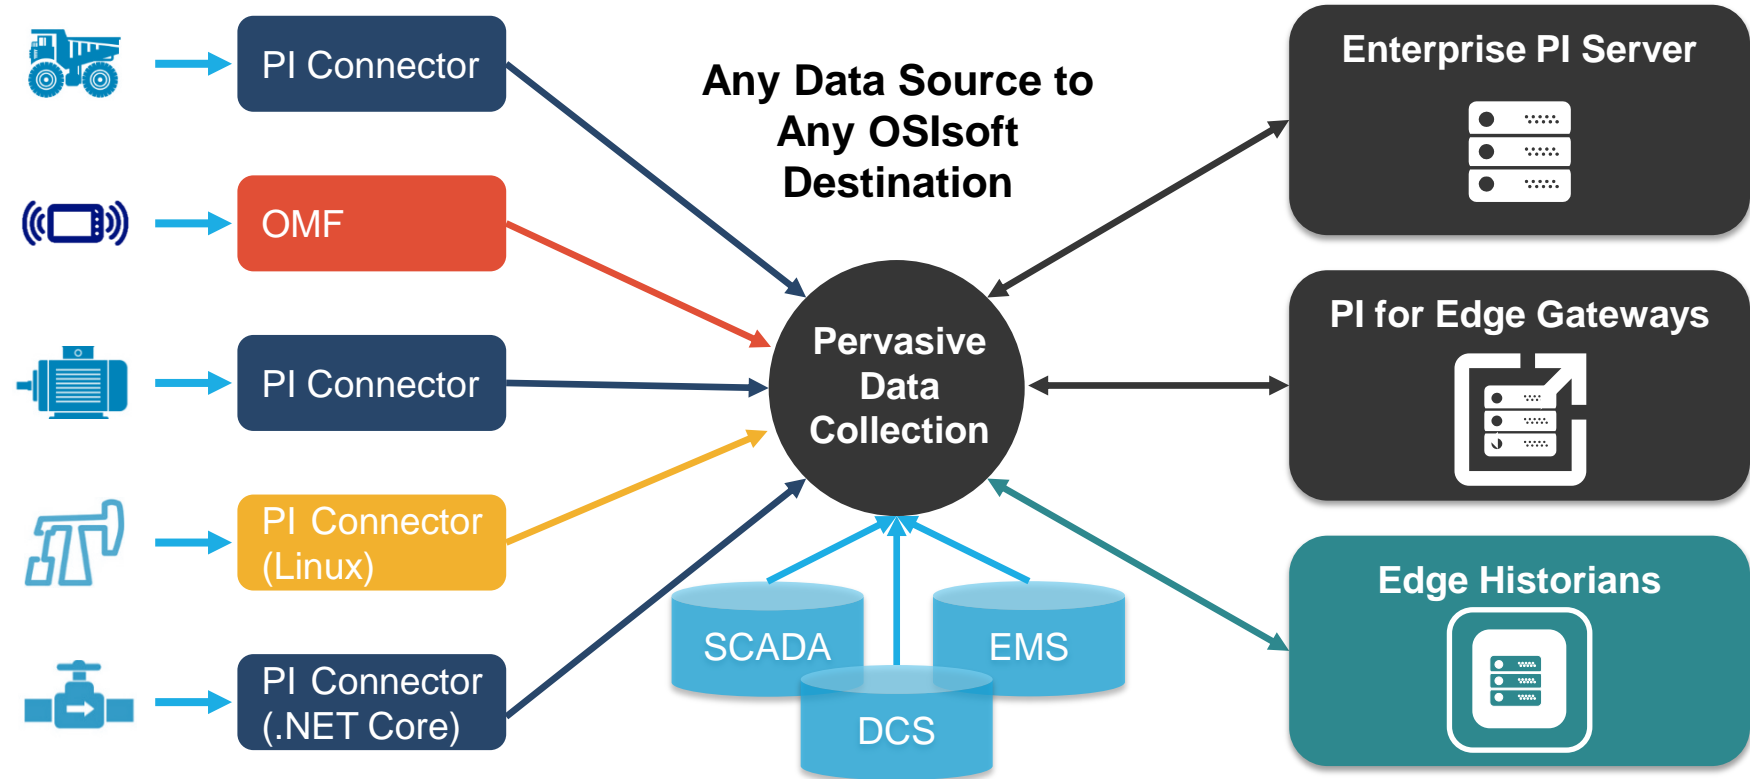 PI Connector
OMF
PI Connector
PI Connector
(Linux)
PI Connector
(.NET Core)
Any Data Source to
Any OSIsoft
Destination
Pervasive
Data
Collection
SCADA
EMS
DCS
Enterprise PI Server
PI for Edge Gateways
Edge Historians